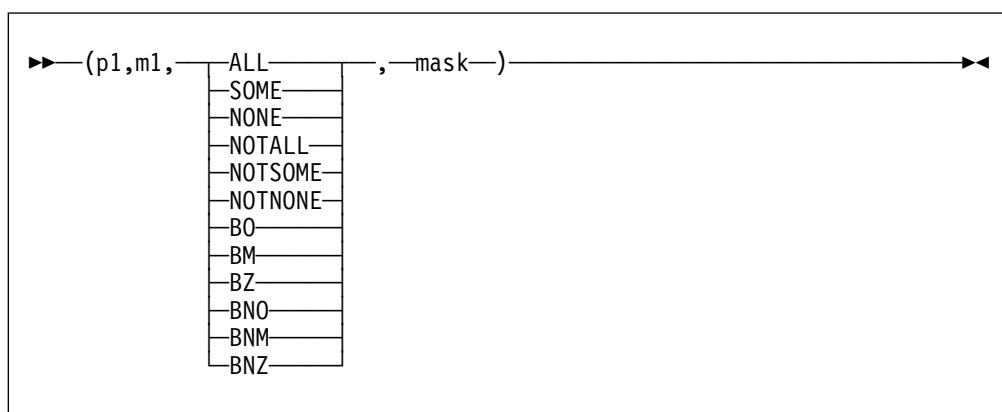 (p1,m1, ALL , mask )
SOME
NONE
NOTALL
NOTSOME
NOTNONE
BO
BM
BZ
BNO
BNM
BNZ